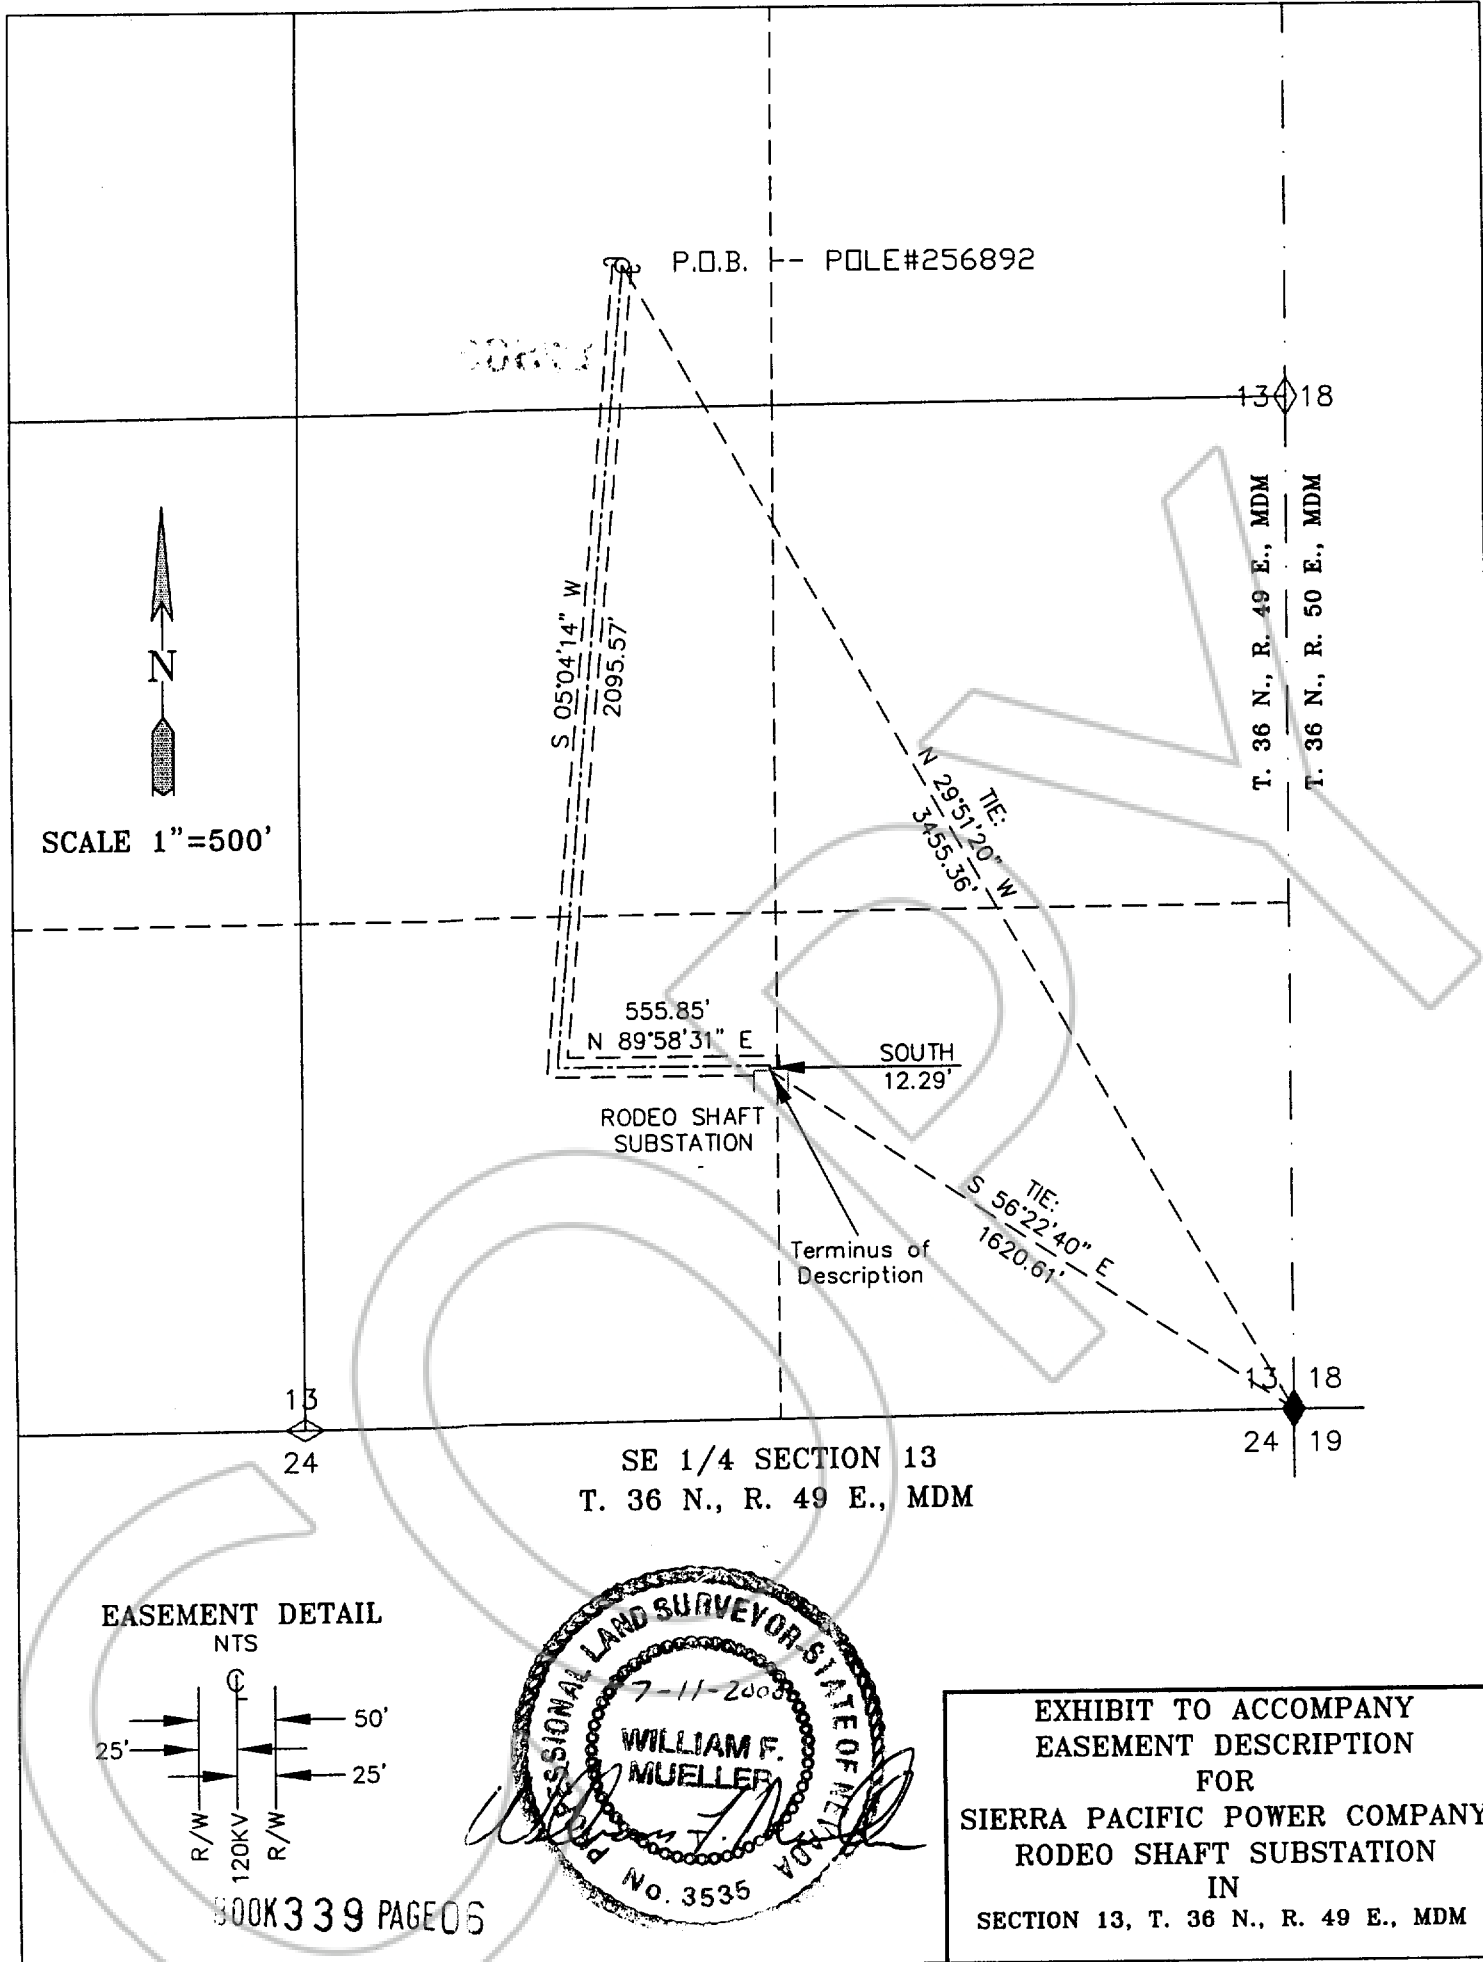 P.O.B. -- POLE#256892
13 18
T. 36 N., R. 49 E., MDM
T. 36 N., R. 50 E., MDM
N
SCALE 1"=500'
S 05°04'14" W
2095.57'
TIE:
N 29°51'20" W
3455.36'
555.85'
N 89°58'31" E
SOUTH
12.29'
RODEO SHAFT
SUBSTATION
TIE:
S 56°22'40" E
1620.61'
Terminus of
Description
13
24
13 18
24 19
SE 1/4 SECTION 13
T. 36 N., R. 49 E., MDM
COPY
EASEMENT DETAIL
NTS
50'
25'
25'
R/W
120KV
R/W
PROFESSIONAL LAND SURVEYOR-STATE OF NEVADA
WILLIAM F.
MUELLER
No. 3535
BOOK 339 PAGE 06
EXHIBIT TO ACCOMPANY
EASEMENT DESCRIPTION
FOR
SIERRA PACIFIC POWER COMPANY
RODEO SHAFT SUBSTATION
IN
SECTION 13, T. 36 N., R. 49 E., MDM